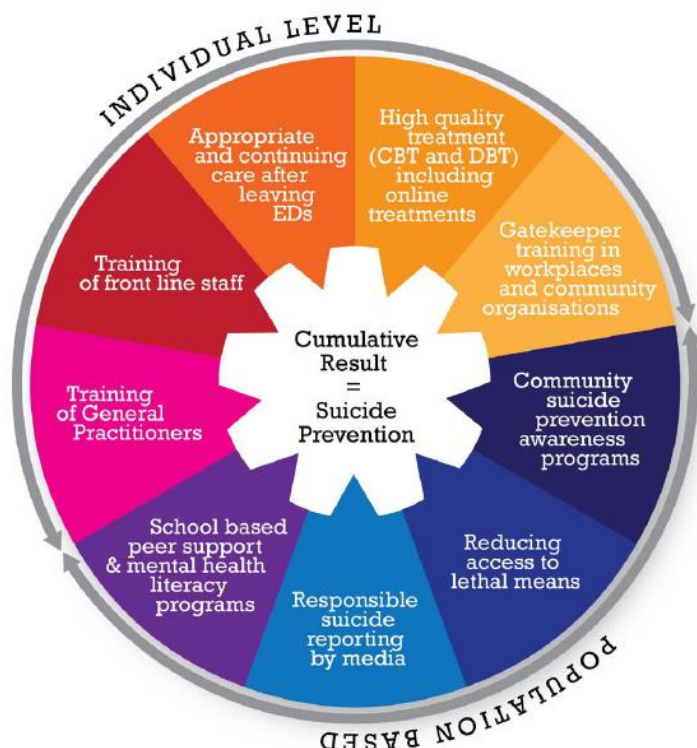 INDIVIDUAL LEVEL
Appropriate
and continuing
care after
leaving
EDs
High quality
treatment
(CBT and DBT)
including
online
treatments
Gatekeeper
training in
workplaces
and community
organisations
Community
suicide
prevention
awareness
programs
Reducing
access to
lethal means
Responsible
suicide
reporting
by media
School based
peer support
& mental health
literacy
programs
Training
of General
Practitioners
Training
of front line staff
Cumulative
Result
=
Suicide
Prevention
POPULATION BASED